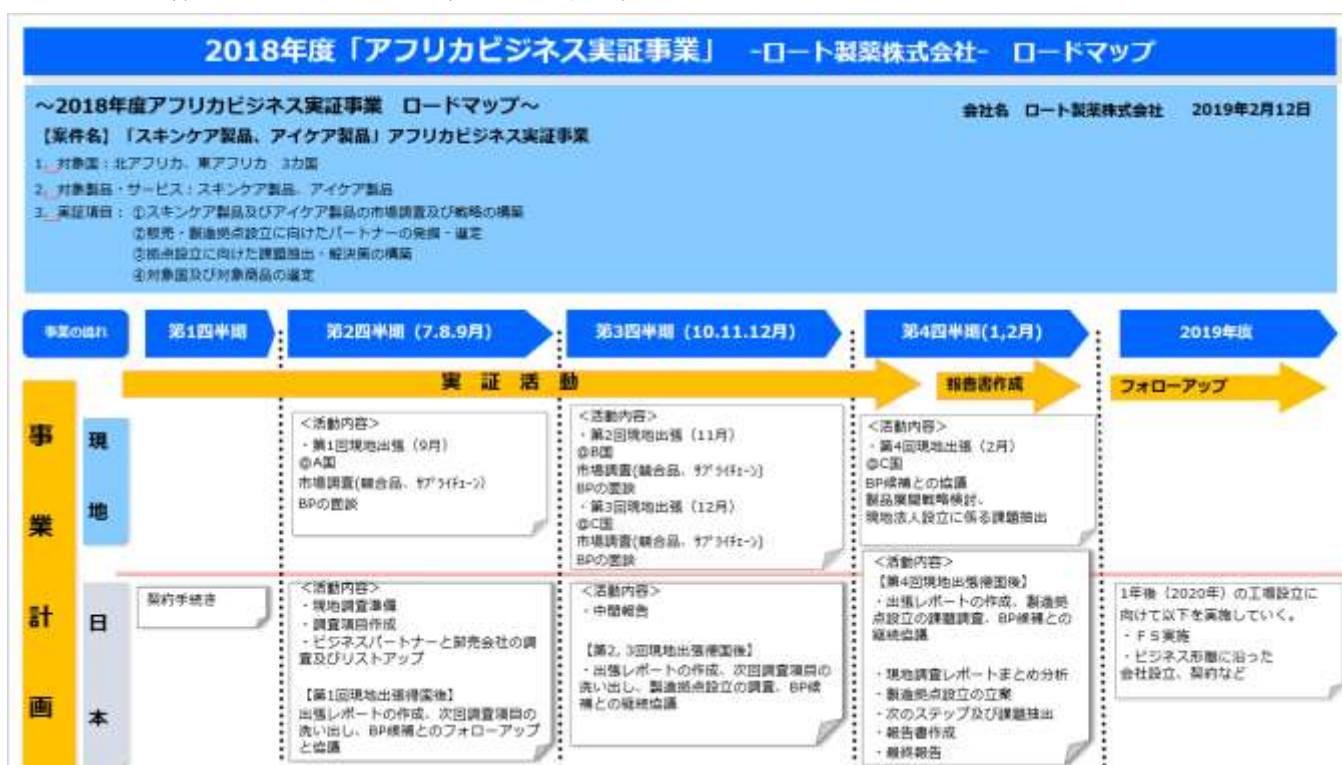 2018年度「アフリカビジネス実証事業」 -ロート製薬株式会社- ロードマップ
～2018年度アフリカビジネス実証事業 ロードマップ～
会社名 ロート製薬株式会社 2019年2月12日
【案件名】「スキンケア製品、アイケア製品」アフリカビジネス実証事業
1. 対象国：北アフリカ、東アフリカ 3カ国
2. 対象製品・サービス：スキンケア製品、アイケア製品
3. 実証項目： ①スキンケア製品及びアイケア製品の市場調査及び戦略の構築
②販売・製造拠点設立に向けたパートナーの発掘・選定
③拠点設立に向けた課題抽出・解決策の構築
④対象国及び対象商品の選定
事業の流れ
第1四半期
第2四半期（7.8.9月）
第3四半期（10.11.12月）
第4四半期(1,2月)
2019年度
実 証 活 動
報告書作成
フォローアップ
事業計画
現地
＜活動内容＞
・第1回現地出張（9月）
@A国
市場調査(競合品、ｻﾌﾟﾗｲﾁｪｰﾝ)
BPの面談
＜活動内容＞
・第2回現地出張（11月）
@B国
市場調査(競合品、ｻﾌﾟﾗｲﾁｪｰﾝ)
BPの面談
・第3回現地出張（12月）
@C国
市場調査(競合品、ｻﾌﾟﾗｲﾁｪｰﾝ)
BPの面談
＜活動内容＞
・第4回現地出張（2月）
@C国
BP候補との協議
製品展開戦略検討、
現地法人設立に係る課題抽出
日本
契約手続き
＜活動内容＞
・現地調査準備
・調査項目作成
・ビジネスパートナーと卸売会社の調
査及びリストアップ
【第1回現地出張帰国後】
出張レポートの作成、次回調査項目の
洗い出し、BP候補とのフォローアップ
と協議
＜活動内容＞
・中間報告
【第2, 3回現地出張帰国後】
・出張レポートの作成、次回調査項目の
洗い出し、製造拠点設立の調査、BP候
補との継続協議
＜活動内容＞
【第4回現地出張帰国後】
・出張レポートの作成、製造拠
点設立の課題調査、BP候補との
継続協議
・現地調査レポートまとめ分析
・製造拠点設立の立案
・次のステップ及び課題抽出
・報告書作成
・最終報告
1年後（2020年）の工場設立に
向けて以下を実施していく。
・ＦＳ実施
・ビジネス形態に沿った
会社設立、契約など